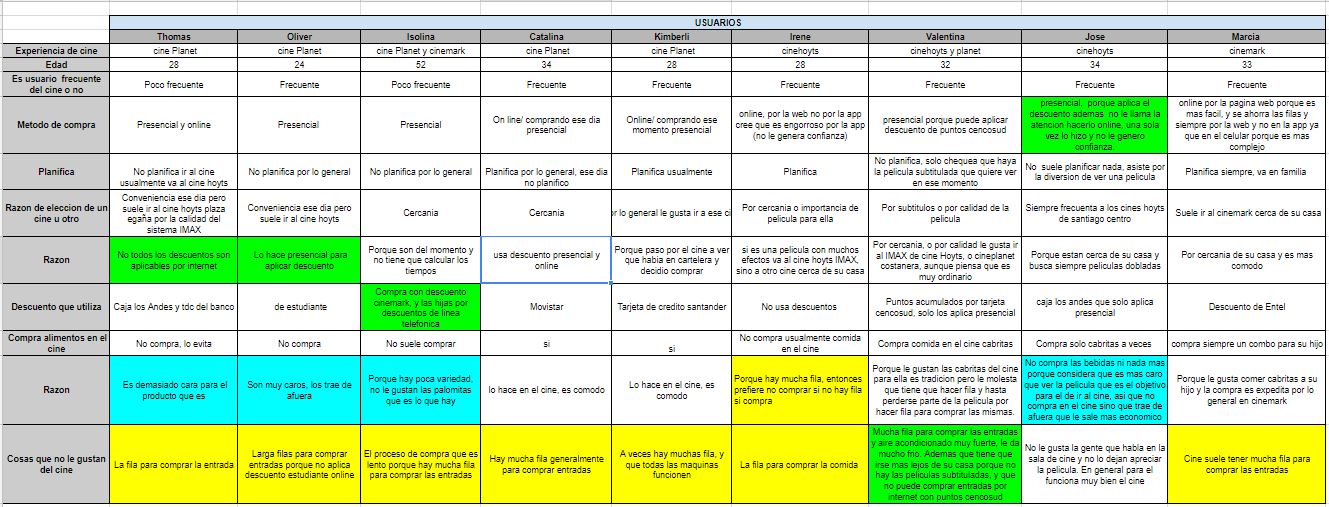 USUARIOS
Thomas Oliver Isolina Catalina Kimberli Irene Valentina Jose Marcia
Experiencia de cine cine Planet cine Planet cine Planet y cinemark cine Planet cine Planet cinehoyts cinehoyts y planet cinehoyts cinemark
Edad 28 24 52 34 28 28 32 34 33
Es usuario frecuente
del cine o no
Poco frecuente Frecuente Poco frecuente Frecuente Frecuente Frecuente Frecuente Frecuente Frecuente
Metodo de compra
Presencial y online
Presencial
Presencial
On line/ comprando ese dia
presencial
Online/ comprando ese
momento presencial
online, por la web no por la app
cree que es engorroso por la app
(no le genera confianza)
presencial porque puede aplicar
descuento de puntos cencosud
presencial, porque aplica el
descuento ademas no le llama la
atencion hacerlo online, una sola
vez lo hizo y no le genero
confianza.
online por la pagina web porque es
mas facil, y se ahorra las filas y
siempre por la web y no en la app ya
que en el celular porque es mas
complejo
Planifica
No planifica ir al cine
usualmente va al cine hoyts
No planifica por lo general
No planifica por lo general
Planifica por lo general, ese dia
no planifico
Planifica usualmente
Planifica
No planifica, solo chequea que haya
la pelicula subtitulada que quiere ver
en ese momento
No suele planificar nada, asiste por
la diversion de ver una pelicula
Planifica siempre, va en familia
Razon de eleccion de un
cine u otro
Conveniencia ese dia pero
suele ir al cine hoyts plaza
egaña por la calidad del
sistema IMAX
Conveniencia ese dia pero
suele ir al cine hoyts
Cercania
Cercania
or lo general le gusta ir a ese ci
Por cercania o importancia de
pelicula para ella
Por subtitulos o por calidad de la
pelicula
Siempre frecuenta a los cines hoyts
de santiago centro
Suele ir al cinemark cerca de su casa
Razon
No todos los descuentos son
aplicables por internet
Lo hace presencial para
aplicar descuento
Porque son del momento y
no tiene que calcular los
tiempos
usa descuento presencial y
online
Porque paso por el cine a ver
que habia en cartelera y
decidio comprar
si es una pelicula con muchos
efectos va al cine hoyts IMAX,
sino a otro cine cerca de su casa
Por cercania, o por calidad le gusta ir
al IMAX de cine Hoyts, o cineplanet
costanera, aunque piensa que es
muy ordinario
Porque estan cerca de su casa y
busca siempre peliculas dobladas
Por cercania de su casa y es mas
comodo
Descuento que utiliza
Caja los Andes y tdc del banco
de estudiante
Compra con descuento
cinemark, y las hijas por
descuentos de linea
telefonica
Movistar
Tarjeta de credito santander
No usa descuentos
Puntos acumulados por tarjeta
cencosud, solo los aplica presencial
caja los andes que solo aplica
presencial
Descuento de Entel
Compra alimentos en el
cine
No compra, lo evita
No compra
No suele comprar
si
si
No compra usualmente comida
en el cine
Compra comida en el cine cabritas
Compra solo cabritas a veces
compra siempre un combo para su hijo
Razon
Es demasiado cara para el
producto que es
Son muy caros, los trae de
afuera
Porque hay poca variedad,
no le gustan las palomitas
que es lo que hay
lo hace en el cine, es comodo
Lo hace en el cine, es
comodo
Porque hay mucha fila, entonces
prefiere no comprar si no hay fila
si compra
Porque le gustan las cabritas del cine
para ella es tradicion pero le molesta
que tiene que hacer fila y hasta
perderse parte de la pelicula por
hacer fila para comprar las mismas.
No compra las bebidas ni nada mas
porque considera que es mas caro
que ver la pelicula que es el objetivo
para el de ir al cine, asi que no
compra en el cine sino que trae de
afuera que le sale mas economico
Porque le gusta comer cabritas a su
hijo y la compra es expedita por lo
general en cinemark
Cosas que no le gustan
del cine
La fila para comprar la entrada
Larga filas para comprar
entradas porque no aplica
descuento estudiante online
El proceso de compra que es
lento porque hay mucha fila
para comprar las entradas
Hay mucha fila generalmente
para comprar entradas
A veces hay muchas fila, y
que todas las maquinas
funcionen
La fila para comprar la comida
Mucha fila para comprar las entradas
y aire acondicionado muy fuerte, le da
mucho frio. Ademas que tiene que
irse mas lejos de su casa porque no
hay las peliculas subtituladas, y que
no puede comprar entradas por
internet con puntos cencosud
No le gusta la gente que habla en la
sala de cine y no lo dejan apreciar
la pelicula. En general para el
funciona muy bien el cine
Cine suele tener mucha fila para
comprar las entradas